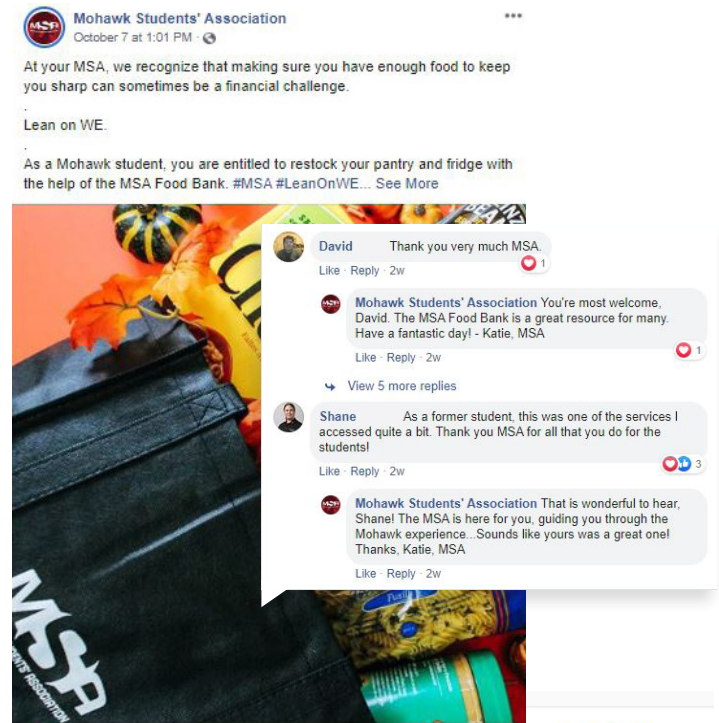 MSA
Mohawk Students' Association
October 7 at 1:01 PM ·
At your MSA, we recognize that making sure you have enough food to keep
you sharp can sometimes be a financial challenge.
.
Lean on WE.
.
As a Mohawk student, you are entitled to restock your pantry and fridge with
the help of the MSA Food Bank. #MSA #LeanOnWE... See More
David Thank you very much MSA.
1
Like · Reply · 2w
Mohawk Students' Association You're most welcome,
David. The MSA Food Bank is a great resource for many.
Have a fantastic day! - Katie, MSA
1
Like · Reply · 2w
View 5 more replies
Shane As a former student, this was one of the services I
accessed quite a bit. Thank you MSA for all that you do for the
students!
3
Like · Reply · 2w
Mohawk Students' Association That is wonderful to hear,
Shane! The MSA is here for you, guiding you through the
Mohawk experience...Sounds like yours was a great one!
Thanks, Katie, MSA
Like · Reply · 2w
MSA
ASSOCIATION